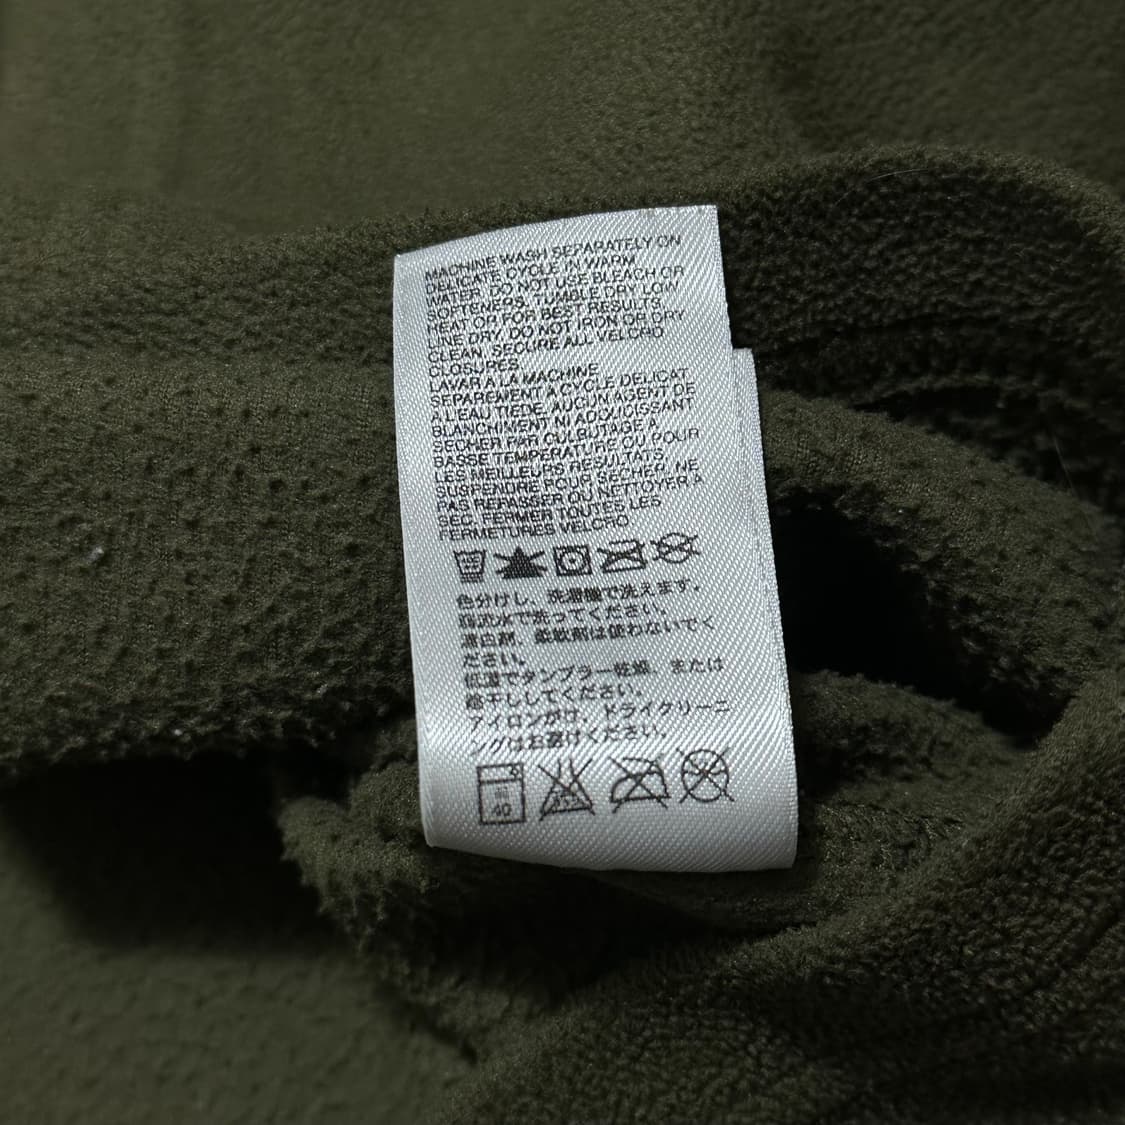 MACHINE WASH SEPARATELY ON
DELICATE CYCLE IN WARM
WATER. DO NOT USE BLEACH OR
SOFTENERS. TUMBLE DRY LOW
HEAT OR FOR BEST RESULTS,
LINE DRY. DO NOT IRON OR DRY
CLEAN. SECURE ALL VELCRO
CLOSURES.
LAVAR A LA MACHINE
SEPAREMENT A CYCLE DELICAT
A L'EAU TIEDE. AUCUN AGENT DE
BLANCHIMENT NI ADOUCISSANT
SECHER PAR CULBUTAGE A
BASSE TEMPERATURE OU POUR
LES MEILLEURS RESULTATS,
SUSPENDRE POUR SECHER. NE
PAS REPASSER OU NETTOYER A
SEC. FERMER TOUTES LES
FERMETURES VELCRO
色分けし、洗濯機で洗えます。
弱流水で洗ってください。
漂白剤、柔軟剤は使わないでく
ださい。
低温でタンブラー乾燥、または
陰干ししてください。
アイロンがけ、ドライクリーニ
ングはお避けください。
40